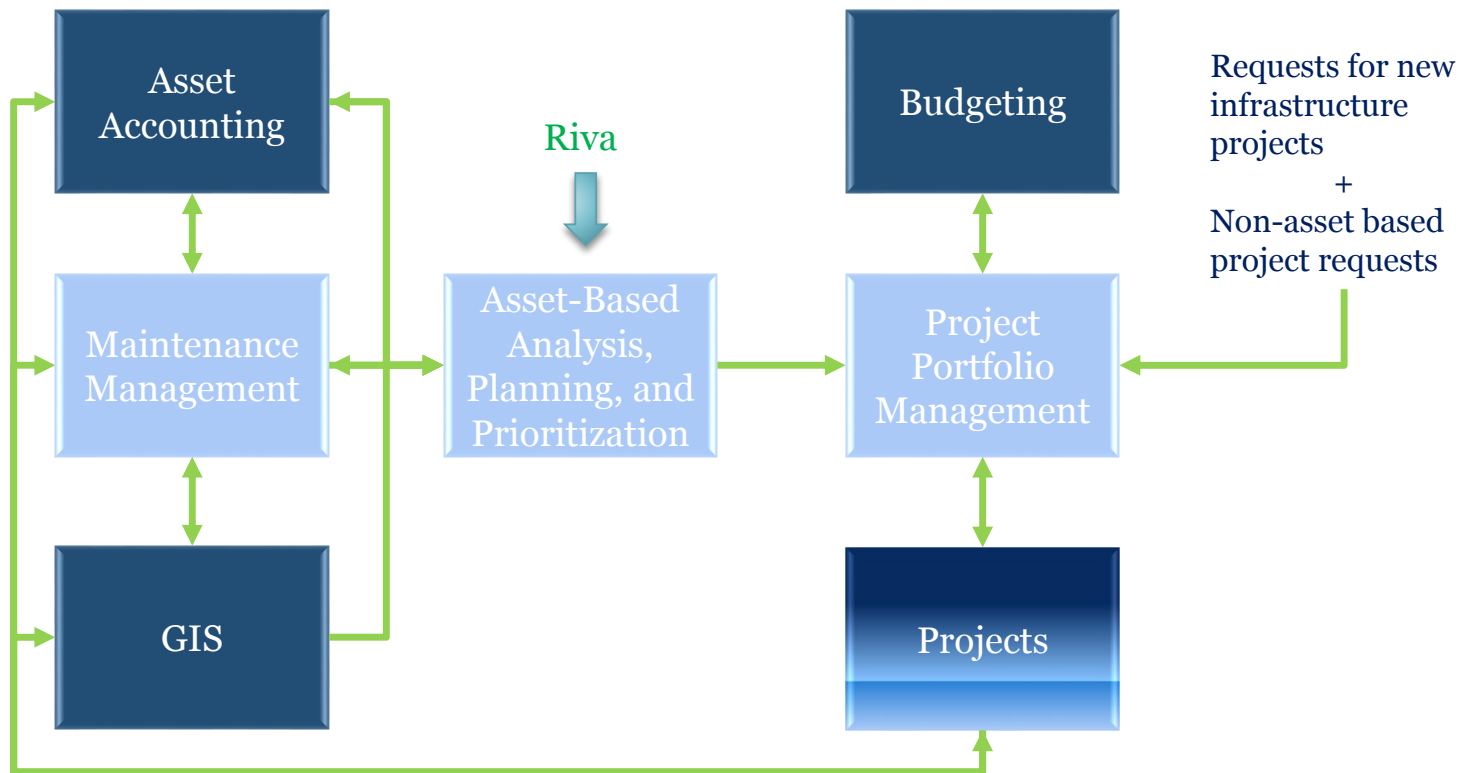 Asset
Accounting
Riva
Budgeting
Requests for new
infrastructure
projects
+
Non-asset based
project requests
Maintenance
Management
Asset-Based
Analysis,
Planning, and
Prioritization
Project
Portfolio
Management
GIS
Projects